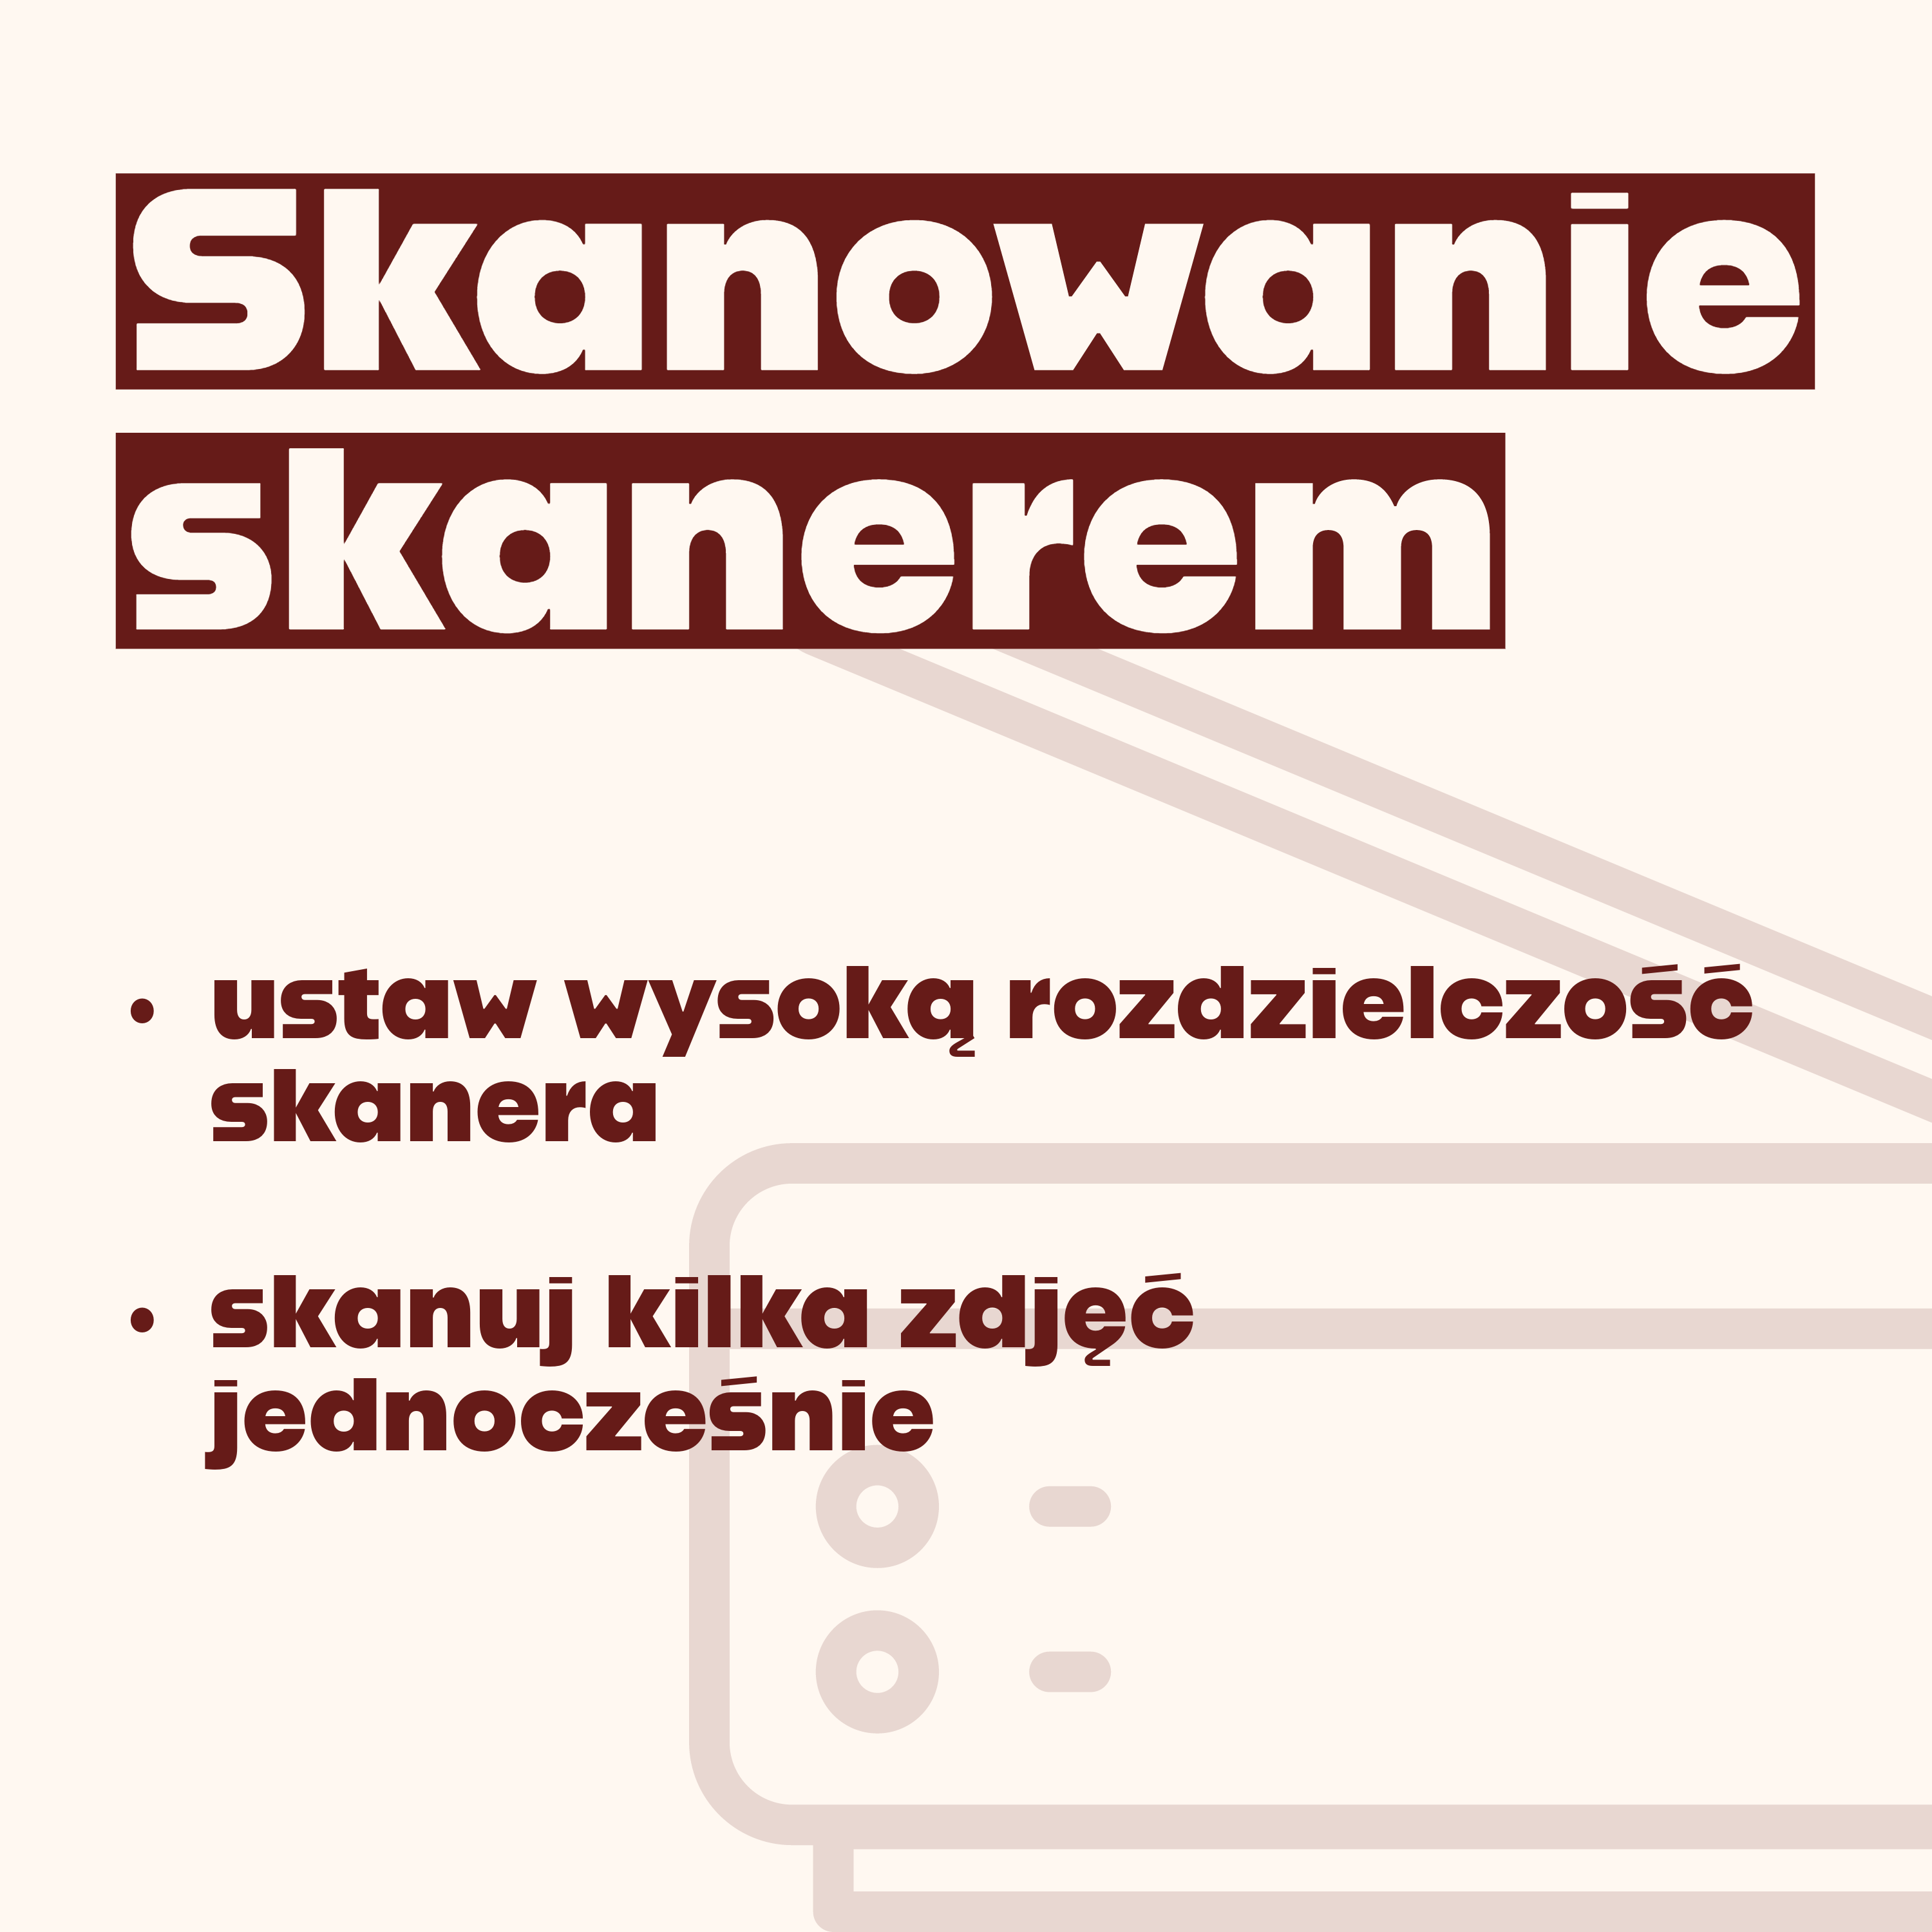 Skanowanie
skanerem
• ustaw wysoką rozdzielczość
skanera
• skanuj kilka zdjęć
jednocześnie